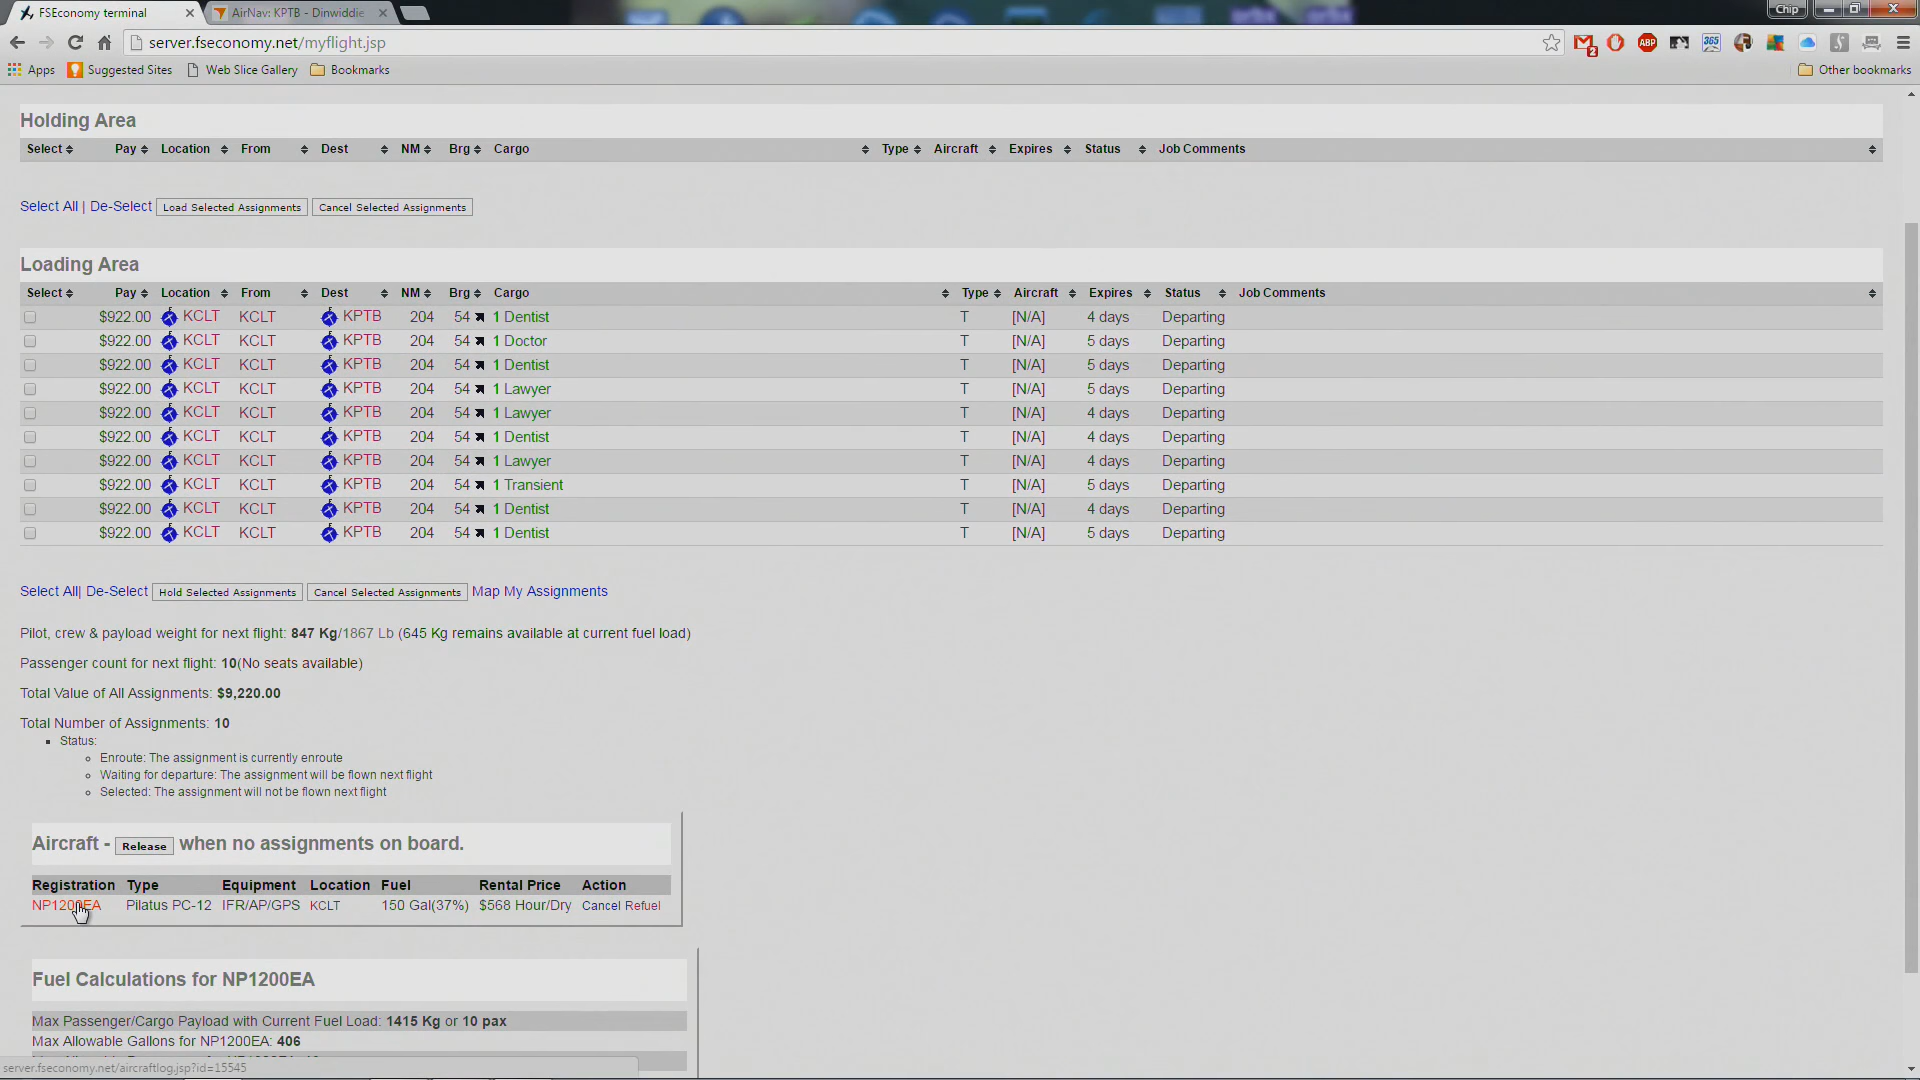 FSEconomy terminal
AirNav: KPTB - Dinwiddie
Chip
server.fseconomy.net/myflight.jsp
Apps Suggested Sites Web Slice Gallery Bookmarks Other bookmarks
Holding Area
Select Pay Location From Dest NM Brg Cargo Type Aircraft Expires Status Job Comments
Select All | De-Select Load Selected Assignments Cancel Selected Assignments
Loading Area
Select Pay Location From Dest NM Brg Cargo Type Aircraft Expires Status Job Comments
$922.00 KCLT KCLT KPTB 204 54 1 Dentist T [N/A] 4 days Departing
$922.00 KCLT KCLT KPTB 204 54 1 Doctor T [N/A] 5 days Departing
$922.00 KCLT KCLT KPTB 204 54 1 Dentist T [N/A] 5 days Departing
$922.00 KCLT KCLT KPTB 204 54 1 Lawyer T [N/A] 5 days Departing
$922.00 KCLT KCLT KPTB 204 54 1 Lawyer T [N/A] 4 days Departing
$922.00 KCLT KCLT KPTB 204 54 1 Dentist T [N/A] 4 days Departing
$922.00 KCLT KCLT KPTB 204 54 1 Lawyer T [N/A] 4 days Departing
$922.00 KCLT KCLT KPTB 204 54 1 Transient T [N/A] 5 days Departing
$922.00 KCLT KCLT KPTB 204 54 1 Dentist T [N/A] 4 days Departing
$922.00 KCLT KCLT KPTB 204 54 1 Dentist T [N/A] 5 days Departing
Select All| De-Select Hold Selected Assignments Cancel Selected Assignments Map My Assignments
Pilot, crew & payload weight for next flight: 847 Kg/1867 Lb (645 Kg remains available at current fuel load)
Passenger count for next flight: 10(No seats available)
Total Value of All Assignments: $9,220.00
Total Number of Assignments: 10
Status:
Enroute: The assignment is currently enroute
Waiting for departure: The assignment will be flown next flight
Selected: The assignment will not be flown next flight
Aircraft - Release when no assignments on board.
Registration Type Equipment Location Fuel Rental Price Action
NP1200EA Pilatus PC-12 IFR/AP/GPS KCLT 150 Gal(37%) $568 Hour/Dry Cancel Refuel
Fuel Calculations for NP1200EA
Max Passenger/Cargo Payload with Current Fuel Load: 1415 Kg or 10 pax
Max Allowable Gallons for NP1200EA: 406
server.fseconomy.net/aircraftlog.jsp?id=15545